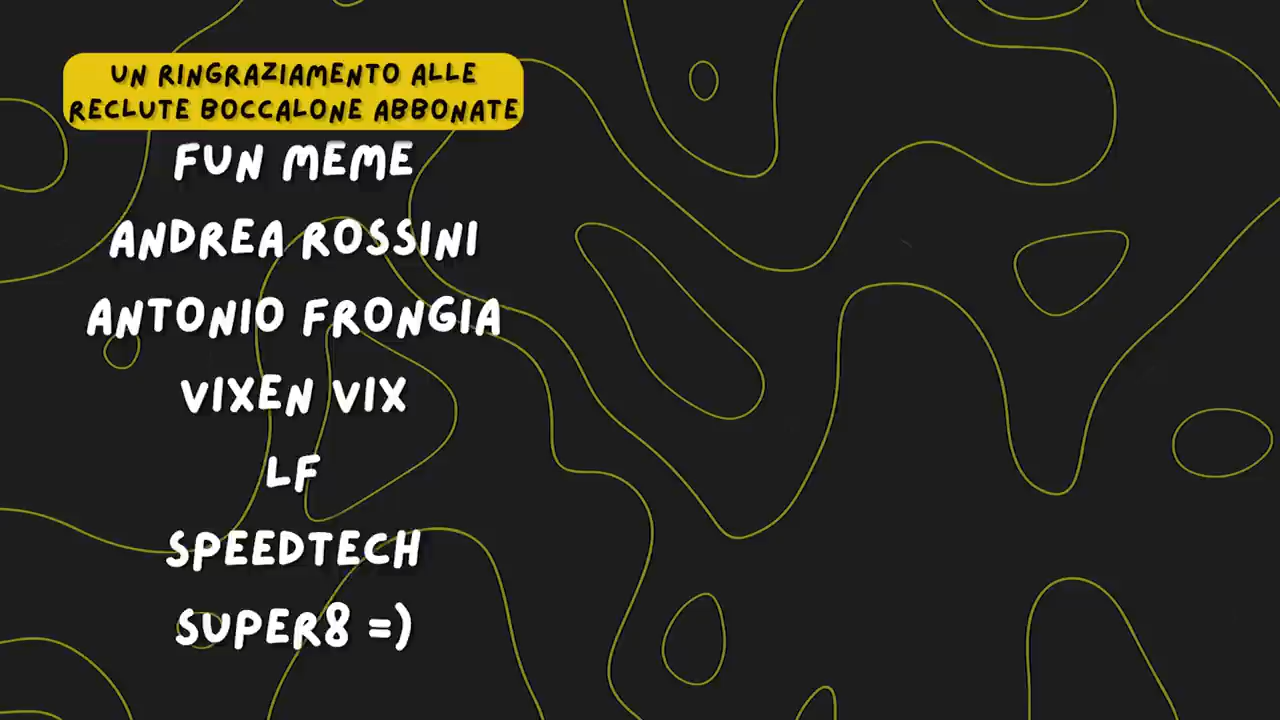 UN RINGRAZIAMENTO ALLE
RECLUTE BOCCALONE ABBONATE
FUN MEME
ANDREA ROSSINI
ANTONIO FRONGIA
VIXEN VIX
LF
SPEEDTECH
SUPER8 =)